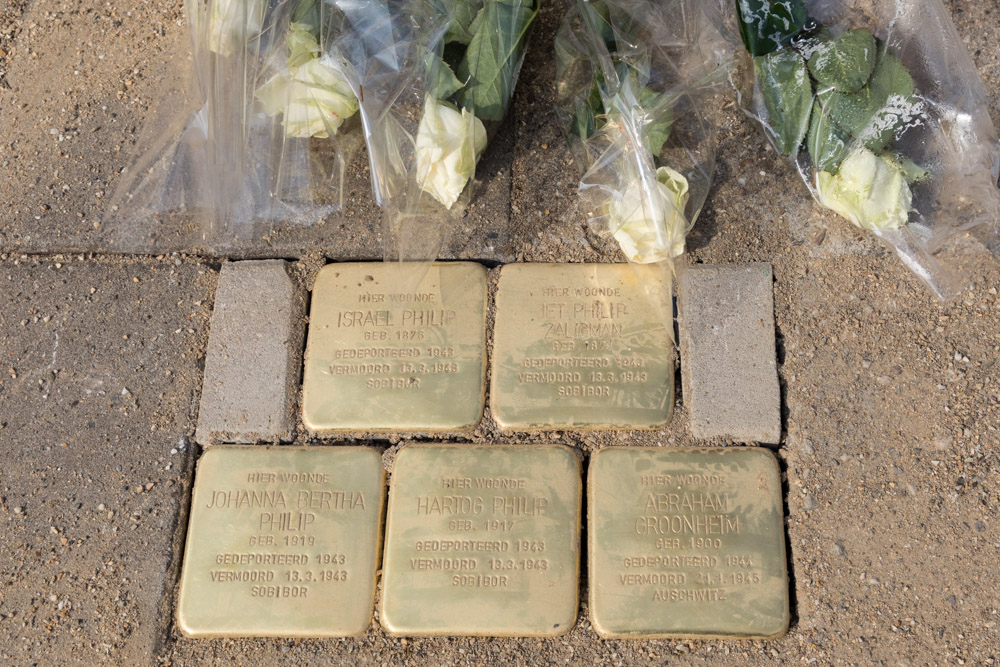 HIER WOONDE
ISRAEL PHILIP
GEB. 1876
GEDEPORTEERD 1943
VERMOORD 13.3.1943
SOBIBOR
HIER WOONDE
JET PHILIP
ZALIRMAN
GEB.
GEDEPORTEERD 1943
VERMOORD 13.3.1943
SOBIBOR
HIER WOONDE
JOHANNA BERTHA
PHILIP
GEB. 1919
GEDEPORTEERD 1943
VERMOORD 13.3.1943
SOBIBOR
HIER WOONDE
HARTOG PHILIP
GEB. 1917
GEDEPORTEERD 1943
VERMOORD 13.3.1943
SOBIBOR
HIER WOONDE
ABRAHAM
GROONHEIM
GEB. 1900
GEDEPORTEERD 1944
VERMOORD 21.1.1945
AUSCHWITZ